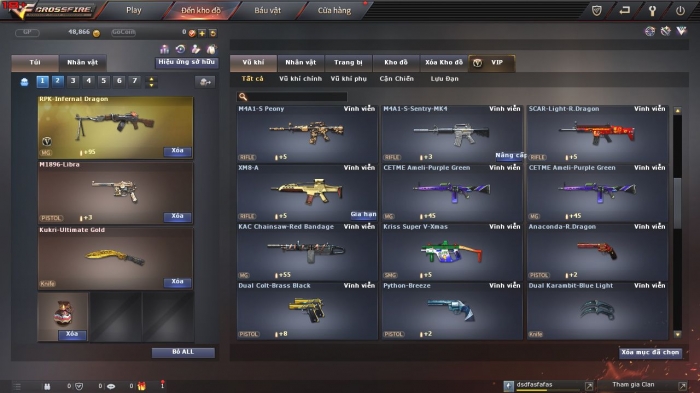 CROSSFIRE Play Đến kho đồ Báu vật Cửa hàng
GP 48,866 GoCoin 0
Hiệu ứng sở hữu
Túi Nhân vật
1 2 3 4 5 6 7
RPK-Infernal Dragon
MG +95 Xóa
M1896-Libra
PISTOL +3 Xóa
Kukri-Ultimate Gold
Knife Xóa
Xóa
Bỏ ALL
Vũ khí Nhân vật Trang bị Kho đồ Xóa Kho đồ VIP
Tất cả Vũ khí chính Vũ khí phụ Cận Chiến Lựu Đạn
M4A1-S Peony Vĩnh viễn
RIFLE +5
M4A1-S-Sentry-MK4 Vĩnh viễn
RIFLE +3 Nâng cấp
SCAR-Light-R.Dragon Vĩnh viễn
RIFLE +5
XM8-A Vĩnh viễn
RIFLE +5 Gia hạn
CETME Ameli-Purple Green Vĩnh viễn
MG +45
CETME Ameli-Purple Green Vĩnh viễn
MG +45
KAC Chainsaw-Red Bandage Vĩnh viễn
MG +55
Kriss Super V-Xmas Vĩnh viễn
SMG +5
Anaconda-R.Dragon Vĩnh viễn
PISTOL +2
Dual Colt-Brass Black Vĩnh viễn
PISTOL +8
Python-Breeze Vĩnh viễn
PISTOL +2
Dual Karambit-Blue Light Vĩnh viễn
Knife
Xóa mục đã chọn
0 0 0 1
dsdfasfafas Tham gia Clan